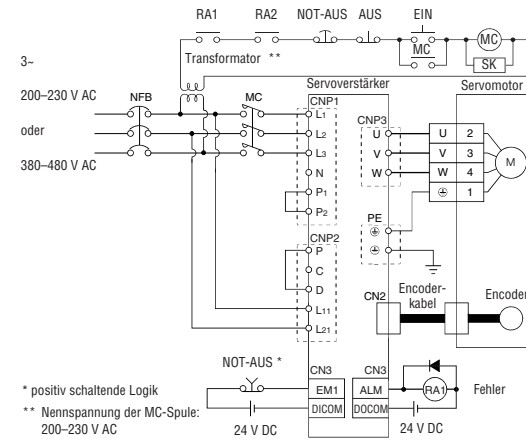 RA1 RA2 NOT-AUS AUS EIN
MC
MC
SK
Transformator **
3~
200–230 V AC
oder
380–480 V AC
NFB
MC
Servoverstärker
Servomotor
CNP1
L1
L2
L3
N
P1
P2
CNP2
P
C
D
L11
L21
CNP3
U
V
W
U 2
V 3
W 4
1
M
PE
CN2
Encoder-
kabel
Encoder
NOT-AUS *
CN3
EM1
DICOM
24 V DC
CN3
ALM
DOCOM
RA1
Fehler
24 V DC
* positiv schaltende Logik
** Nennspannung der MC-Spule:
200–230 V AC